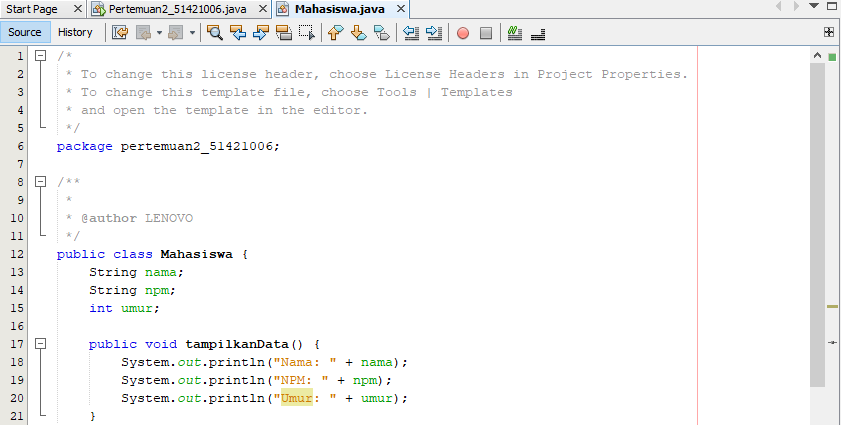 Start Page Pertemuan2_51421006.java Mahasiswa.java
Source History
1 /*
2 * To change this license header, choose License Headers in Project Properties.
3 * To change this template file, choose Tools | Templates
4 * and open the template in the editor.
5 */
6 package pertemuan2_51421006;
7
8 /**
9 *
10 * @author LENOVO
11 */
12 public class Mahasiswa {
13 String nama;
14 String npm;
15 int umur;
16
17 public void tampilkanData() {
18 System.out.println("Nama: " + nama);
19 System.out.println("NPM: " + npm);
20 System.out.println("Umur: " + umur);
21 }